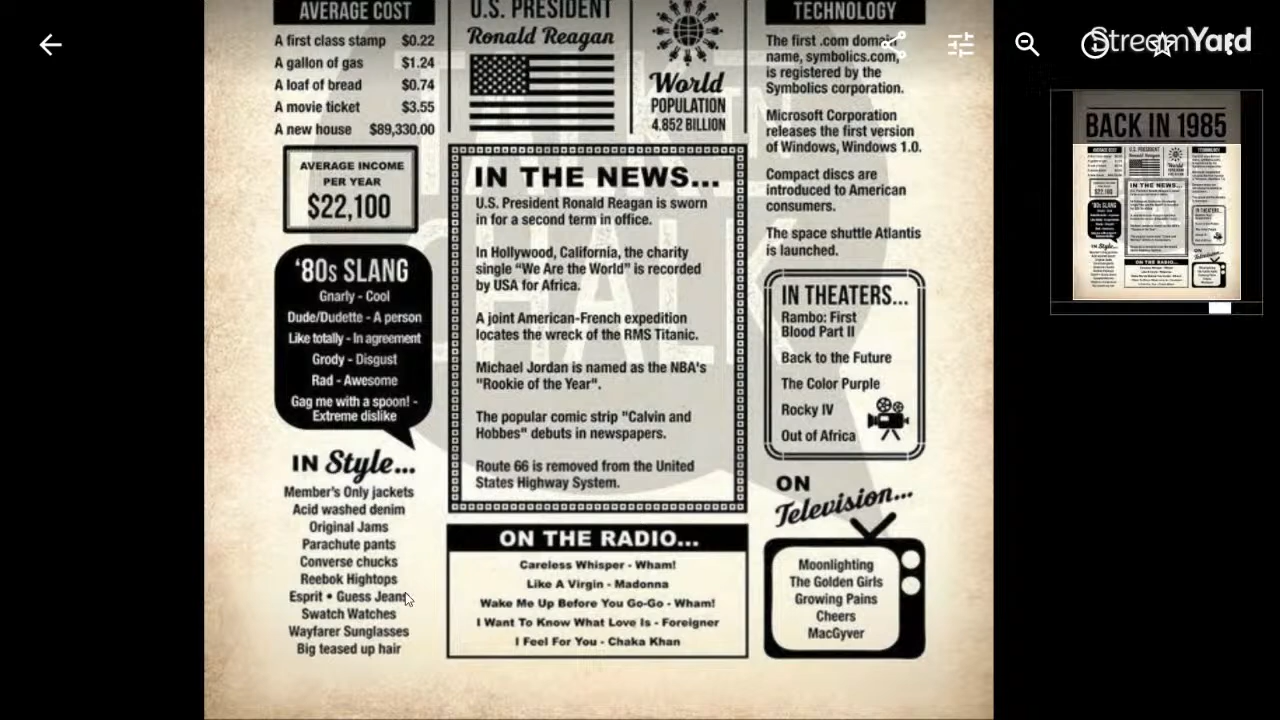 StreamYard
BACK IN 1985
AVERAGE COST
A first class stamp $0.22
A gallon of gas $1.24
A loaf of bread $0.74
A movie ticket $3.55
A new house $89,330.00
AVERAGE INCOME
PER YEAR
$22,100
'80s SLANG
Gnarly - Cool
Dude/Dudette - A person
Like totally - In agreement
Grody - Disgust
Rad - Awesome
Gag me with a spoon! -
Extreme dislike
IN Style...
Member's Only jackets
Acid washed denim
Original Jams
Parachute pants
Converse chucks
Reebok Hightops
Esprit • Guess Jeans
Swatch Watches
Wayfarer Sunglasses
Big teased up hair
U.S. PRESIDENT
Ronald Reagan
World
POPULATION
4.852 BILLION
IN THE NEWS...
U.S.President Ronald Reagan is sworn
in for a second term in office.
In Hollywood, California, the charity
single "We Are the World" is recorded
by USA for Africa.
A joint American-French expedition
locates the wreck of the RMS Titanic.
Michael Jordan is named as the NBA's
"Rookie of the Year".
The popular comic strip "Calvin and
Hobbes" debuts in newspapers.
Route 66 is removed from the United
States Highway System.
ON THE RADIO...
Careless Whisper - Wham!
Like A Virgin - Madonna
Wake Me Up Before You Go-Go - Wham!
I Want To Know What Love Is - Foreigner
I Feel For You - Chaka Khan
TECHNOLOGY
The first .com domain
name, symbolics.com,
is registered by the
Symbolics corporation.
Microsoft Corporation
releases the first version
of Windows, Windows 1.0.
Compact discs are
introduced to American
consumers.
The space shuttle Atlantis
is launched.
IN THEATERS...
Rambo: First
Blood Part II
Back to the Future
The Color Purple
Rocky IV
Out of Africa
ON
Television...
Moonlighting
The Golden Girls
Growing Pains
Cheers
MacGyver